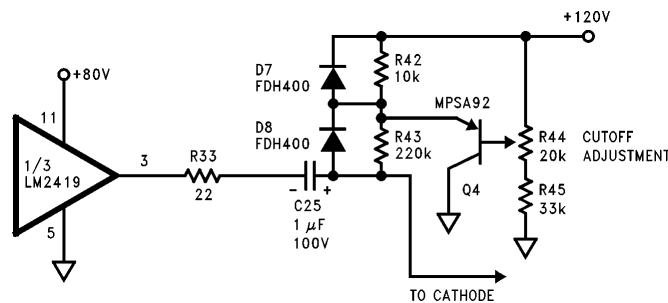 +120V
+80V
D7
FDH400
R42
10k
MPSA92
11
D8
FDH400
R43
220k
R44
20k
CUTOFF
ADJUSTMENT
1/3
LM2419
3
R33
22
5
− +
C25
1 µF
100V
Q4
R45
33k
TO CATHODE